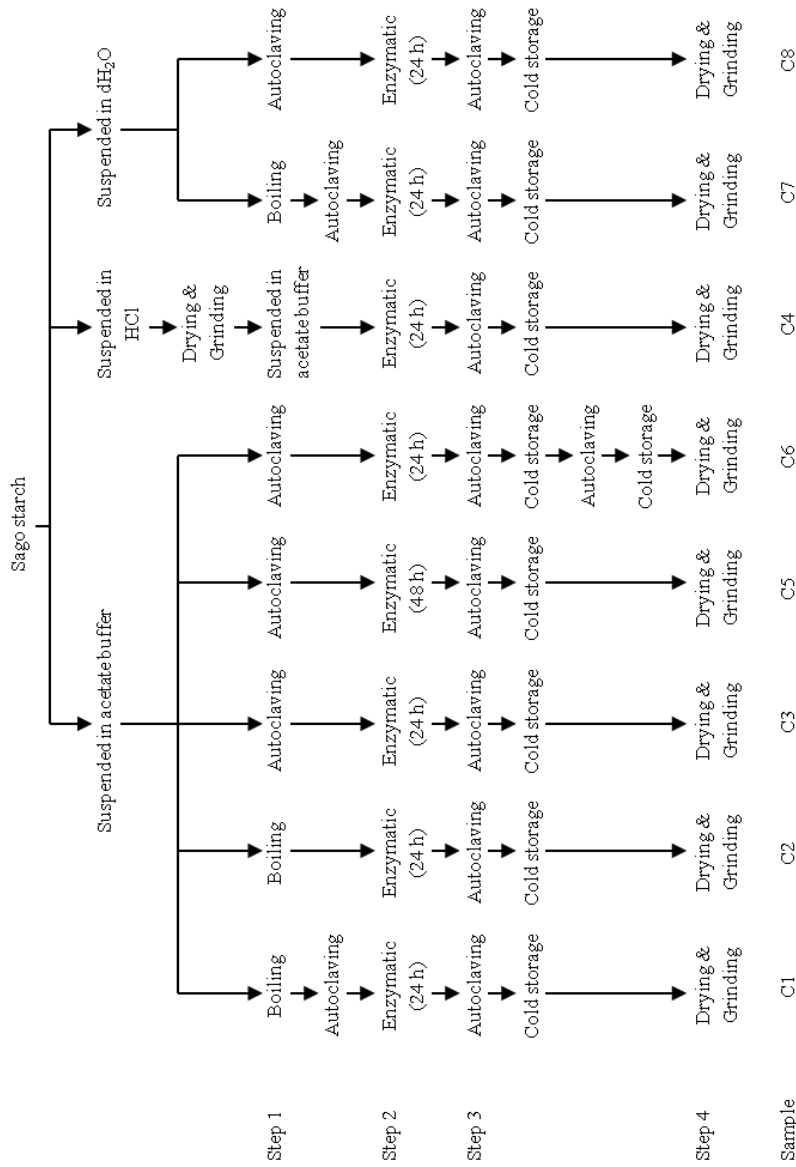 Sago starch
Suspended in acetate buffer
Suspended in
HCl
Suspended in dH₂O
Drying &
Grinding
Step 1
Boiling
Boiling
Autoclaving
Autoclaving
Autoclaving
Suspended in
acetate buffer
Boiling
Autoclaving
Autoclaving
Autoclaving
Step 2
Enzymatic
(24 h)
Enzymatic
(24 h)
Enzymatic
(24 h)
Enzymatic
(48 h)
Enzymatic
(24 h)
Enzymatic
(24 h)
Enzymatic
(24 h)
Enzymatic
(24 h)
Step 3
Autoclaving
Autoclaving
Autoclaving
Autoclaving
Autoclaving
Autoclaving
Autoclaving
Autoclaving
Cold storage
Cold storage
Cold storage
Cold storage
Cold storage
Cold storage
Cold storage
Cold storage
Autoclaving
Cold storage
Step 4
Drying &
Grinding
Drying &
Grinding
Drying &
Grinding
Drying &
Grinding
Drying &
Grinding
Drying &
Grinding
Drying &
Grinding
Drying &
Grinding
Sample
C1
C2
C3
C5
C6
C4
C7
C8